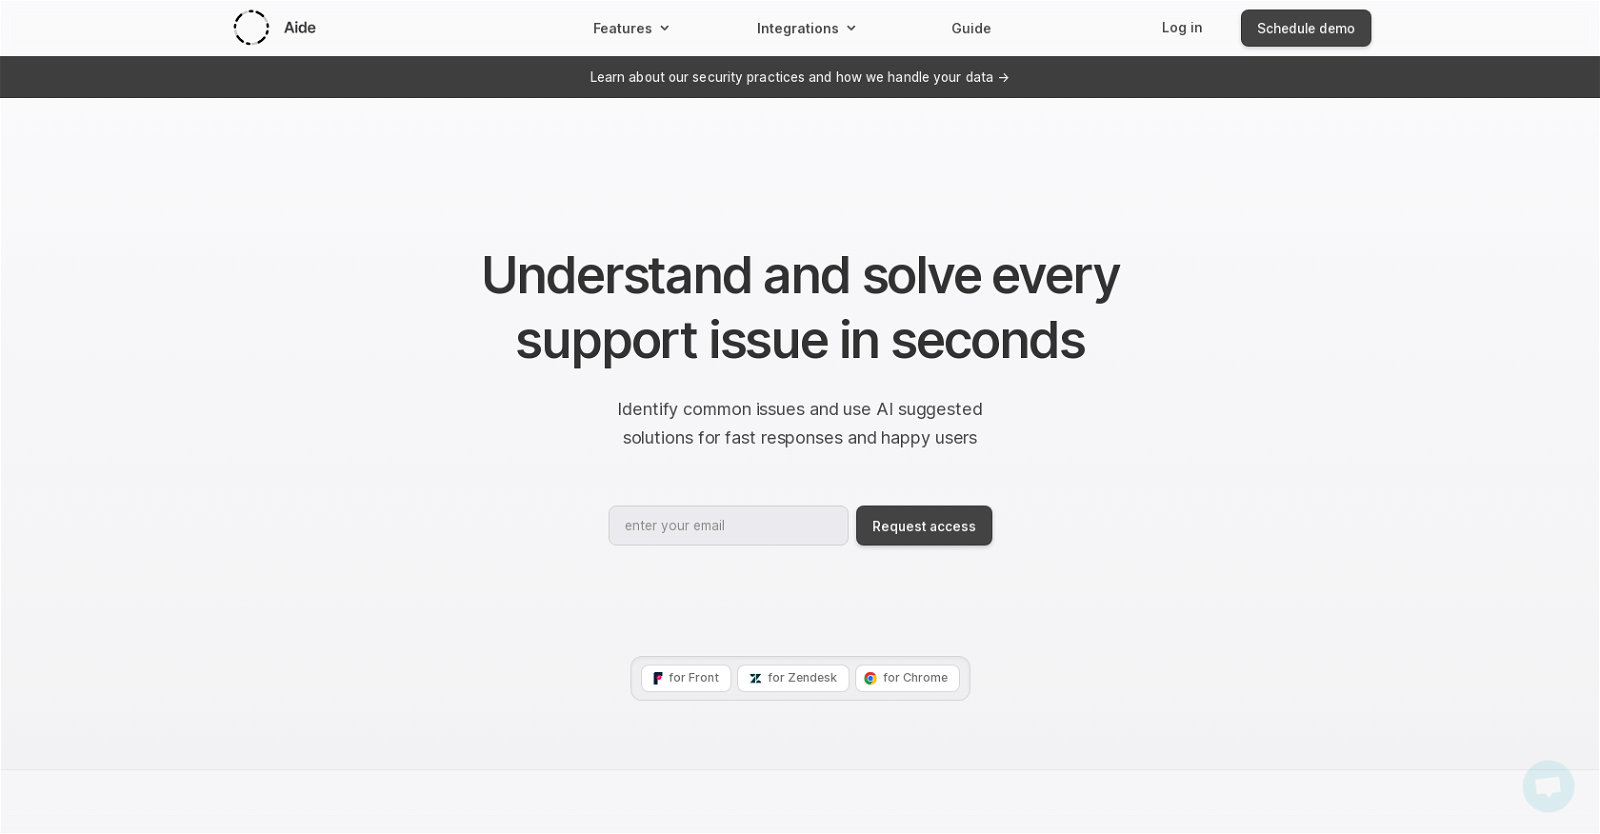 Aide
Features
Integrations
Guide
Log in
Schedule demo
Learn about our security practices and how we handle your data →
Understand and solve every
support issue in seconds
Identify common issues and use AI suggested
solutions for fast responses and happy users
enter your email
Request access
for Front
for Zendesk
for Chrome